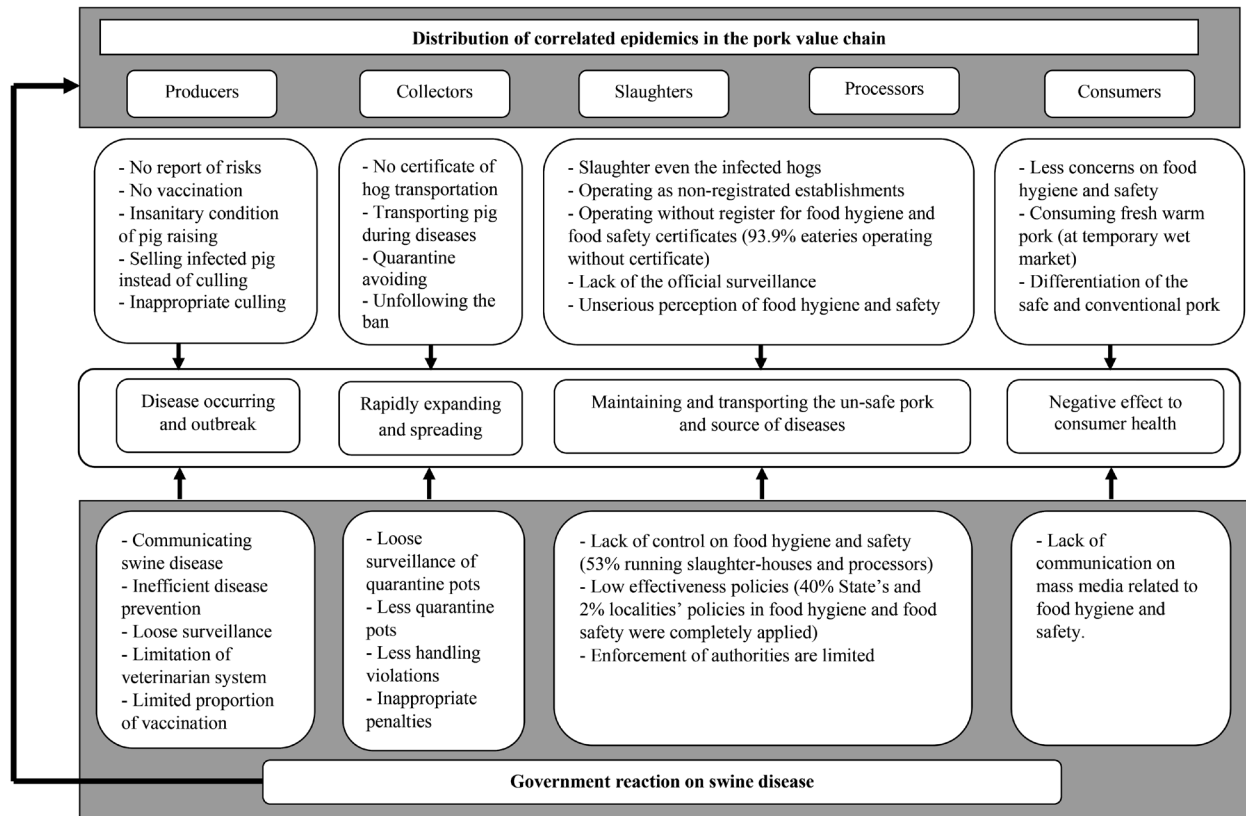 Distribution of correlated epidemics in the pork value chain
Producers
Collectors
Slaughters
Processors
Consumers
- No report of risks
- No vaccination
- Insanitary condition
of pig raising
- Selling infected pig
instead of culling
- Inappropriate culling
- No certificate of
hog transportation
- Transporting pig
during diseases
- Quarantine
avoiding
- Unfollowing the
ban
- Slaughter even the infected hogs
- Operating as non-registrated establishments
- Operating without register for food hygiene and
food safety certificates (93.9% eateries operating
without certificate)
- Lack of the official surveillance
- Unserious perception of food hygiene and safety
- Less concerns on food
hygiene and safety
- Consuming fresh warm
pork (at temporary wet
market)
- Differentiation of the
safe and conventional pork
Disease occurring
and outbreak
Rapidly expanding
and spreading
Maintaining and transporting the un-safe pork
and source of diseases
Negative effect to
consumer health
- Communicating
swine disease
- Inefficient disease
prevention
- Loose surveillance
- Limitation of
veterinarian system
- Limited proportion
of vaccination
- Loose
surveillance of
quarantine pots
- Less quarantine
pots
- Less handling
violations
- Inappropriate
penalties
- Lack of control on food hygiene and safety
(53% running slaughter-houses and processors)
- Low effectiveness policies (40% State’s and
2% localities’ policies in food hygiene and food
safety were completely applied)
- Enforcement of authorities are limited
- Lack of
communication on
mass media related to
food hygiene and
safety.
Government reaction on swine disease